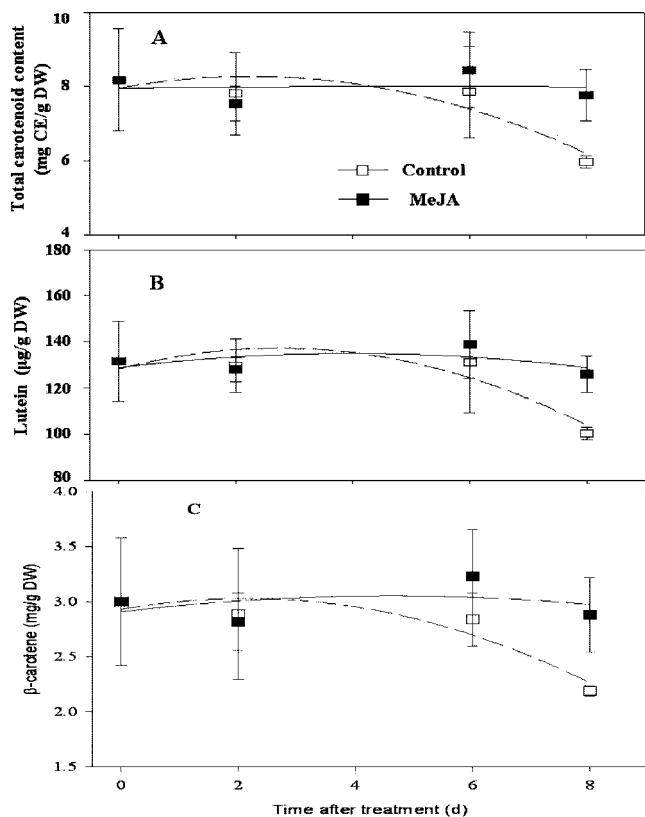 Total carotenoid content
(mg CE/g DW)
10
8
6
4
A
Control
MeJA
Lutein (µg/g DW)
180
160
140
120
100
80
B
β-carotene (mg/g DW)
4.0
3.5
3.0
2.5
2.0
1.5
C
0 2 4 6 8
Time after treatment (d)